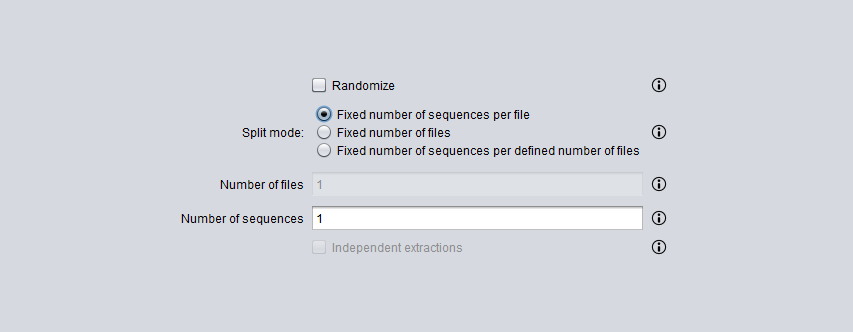 Randomize
Fixed number of sequences per file
Split mode:
Fixed number of files
Fixed number of sequences per defined number of files
Number of files
1
Number of sequences
1
Independent extractions